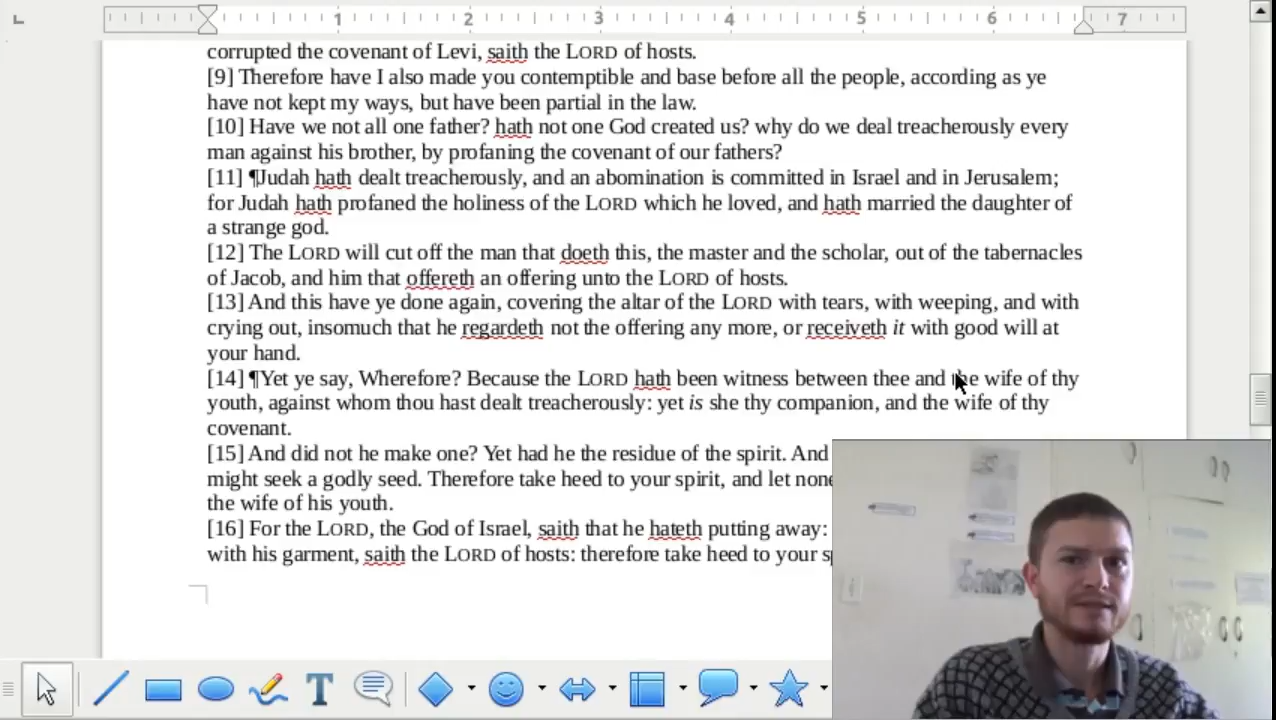 1 2 3 4 5 6 7
corrupted the covenant of Levi, saith the LORD of hosts.
[9] Therefore have I also made you contemptible and base before all the people, according as ye
have not kept my ways, but have been partial in the law.
[10] Have we not all one father? hath not one God created us? why do we deal treacherously every
man against his brother, by profaning the covenant of our fathers?
[11] ¶Judah hath dealt treacherously, and an abomination is committed in Israel and in Jerusalem;
for Judah hath profaned the holiness of the LORD which he loved, and hath married the daughter of
a strange god.
[12] The LORD will cut off the man that doeth this, the master and the scholar, out of the tabernacles
of Jacob, and him that offereth an offering unto the LORD of hosts.
[13] And this have ye done again, covering the altar of the LORD with tears, with weeping, and with
crying out, insomuch that he regardeth not the offering any more, or receiveth it with good will at
your hand.
[14] ¶Yet ye say, Wherefore? Because the LORD hath been witness between thee and the wife of thy
youth, against whom thou hast dealt treacherously: yet is she thy companion, and the wife of thy
covenant.
[15] And did not he make one? Yet had he the residue of the spirit. And
might seek a godly seed. Therefore take heed to your spirit, and let none
the wife of his youth.
[16] For the LORD, the God of Israel, saith that he hateth putting away:
with his garment, saith the LORD of hosts: therefore take heed to your
T